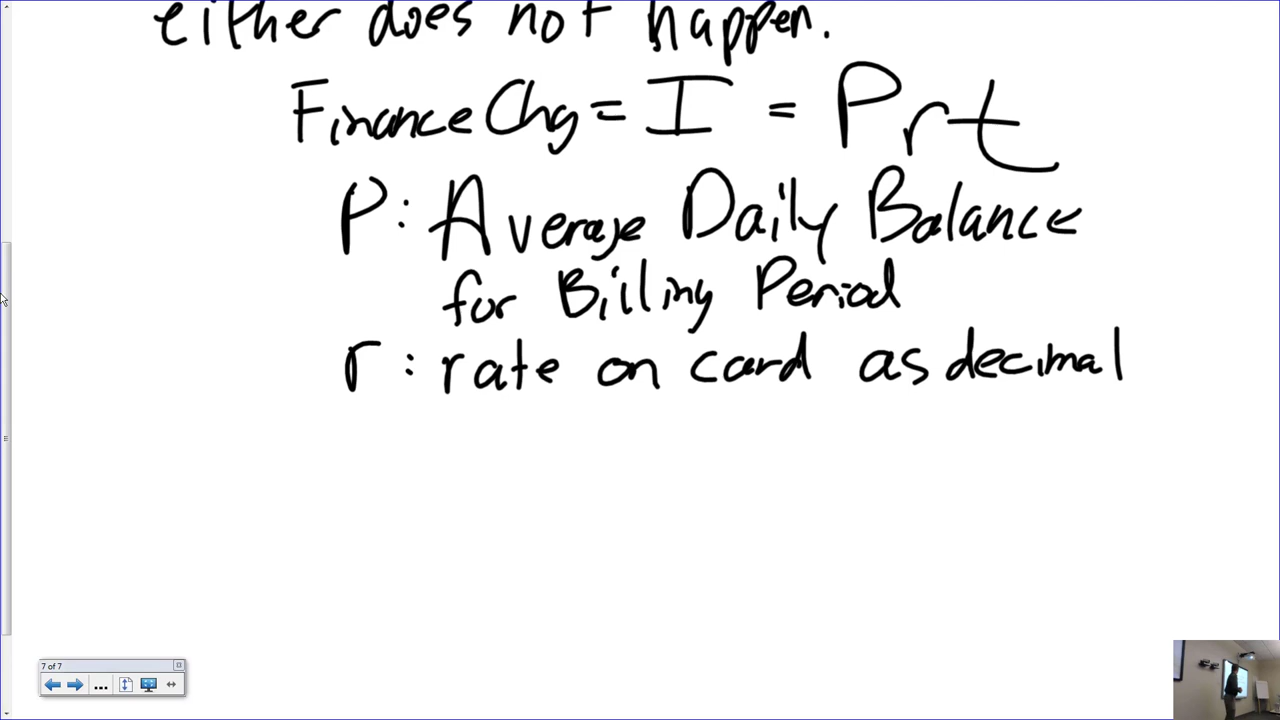 either does not happen.
Finance Chg = I = Prt
P: Average Daily Balance
for Billing Period
r: rate on card as decimal
7 of 7
...